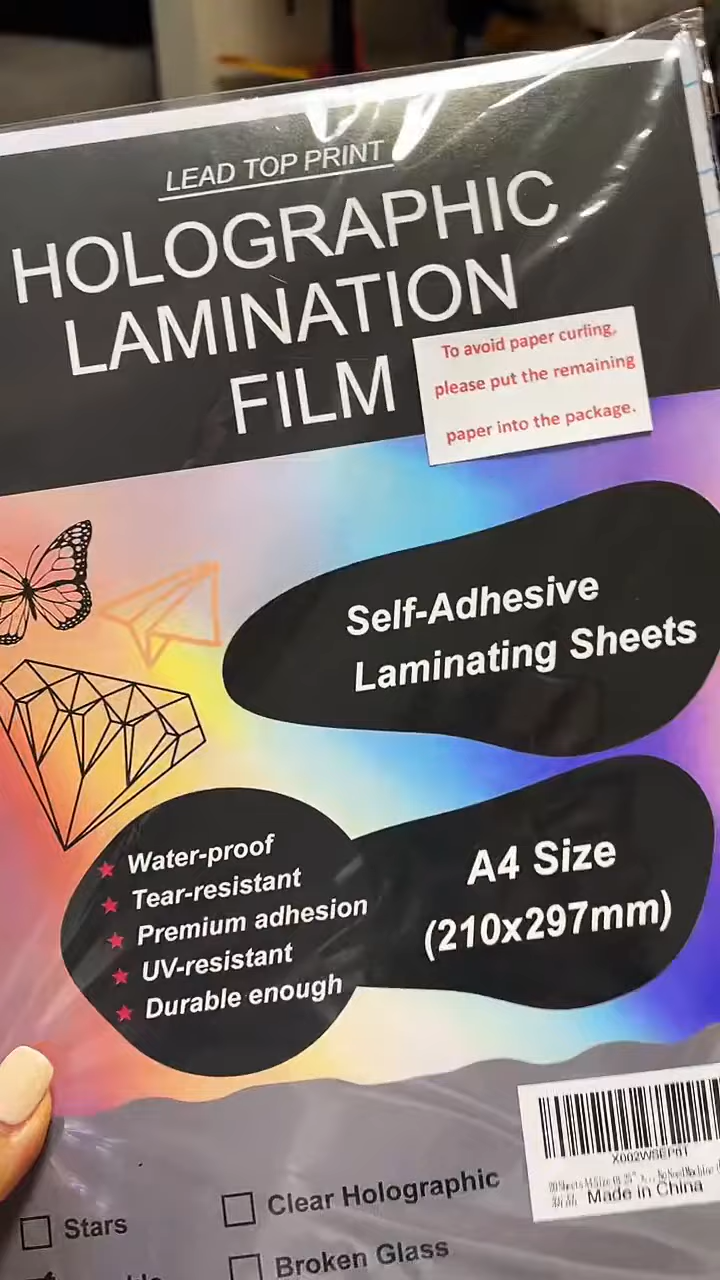 LEAD TOP PRINT
HOLOGRAPHIC
LAMINATION
FILM
To avoid paper curling,
please put the remaining
paper into the package.
Self-Adhesive
Laminating Sheets
Water-proof
Tear-resistant
Premium adhesion
UV-resistant
Durable enough
A4 Size
(210x297mm)
Made in China
Stars
Clear Holographic
Broken Glass